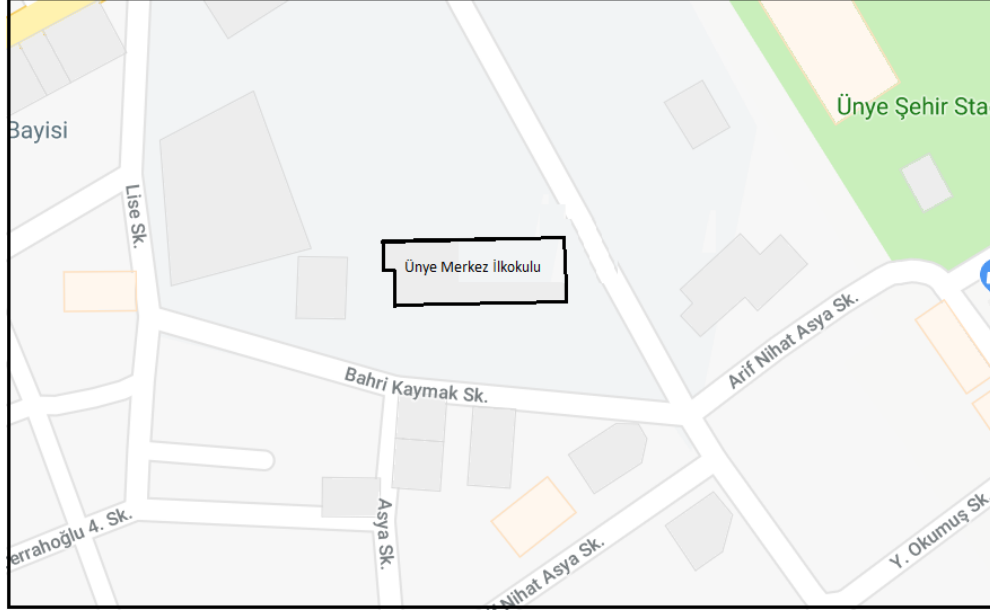 Bayisi
Ünye Şehir Sta
Lise Sk.
Ünye Merkez İlkokulu
Arif Nihat Asya Sk.
Bahri Kaymak Sk.
Asya Sk.
errahoğlu 4. Sk.
Nihat Asya Sk.
Y. Okumuş Sk